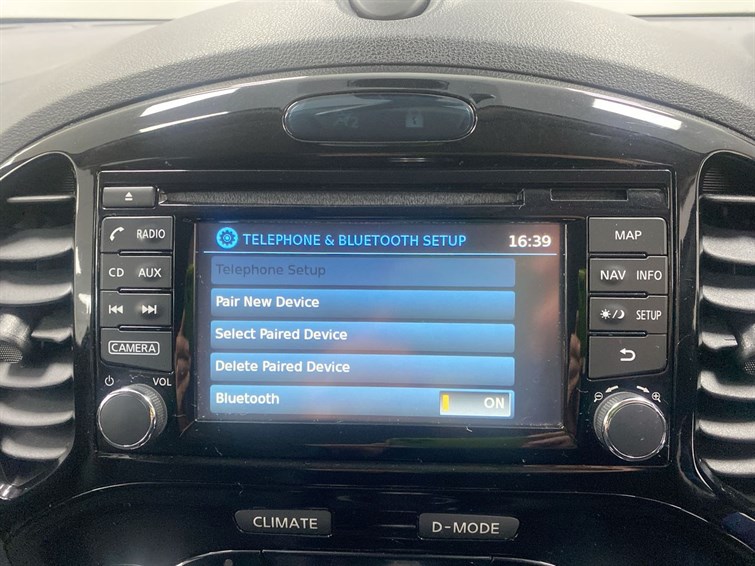 TELEPHONE & BLUETOOTH SETUP 16:39
Telephone Setup
Pair New Device
Select Paired Device
Delete Paired Device
Bluetooth ON
RADIO
CD AUX
CAMERA
VOL
MAP
NAV INFO
SETUP
CLIMATE
D-MODE